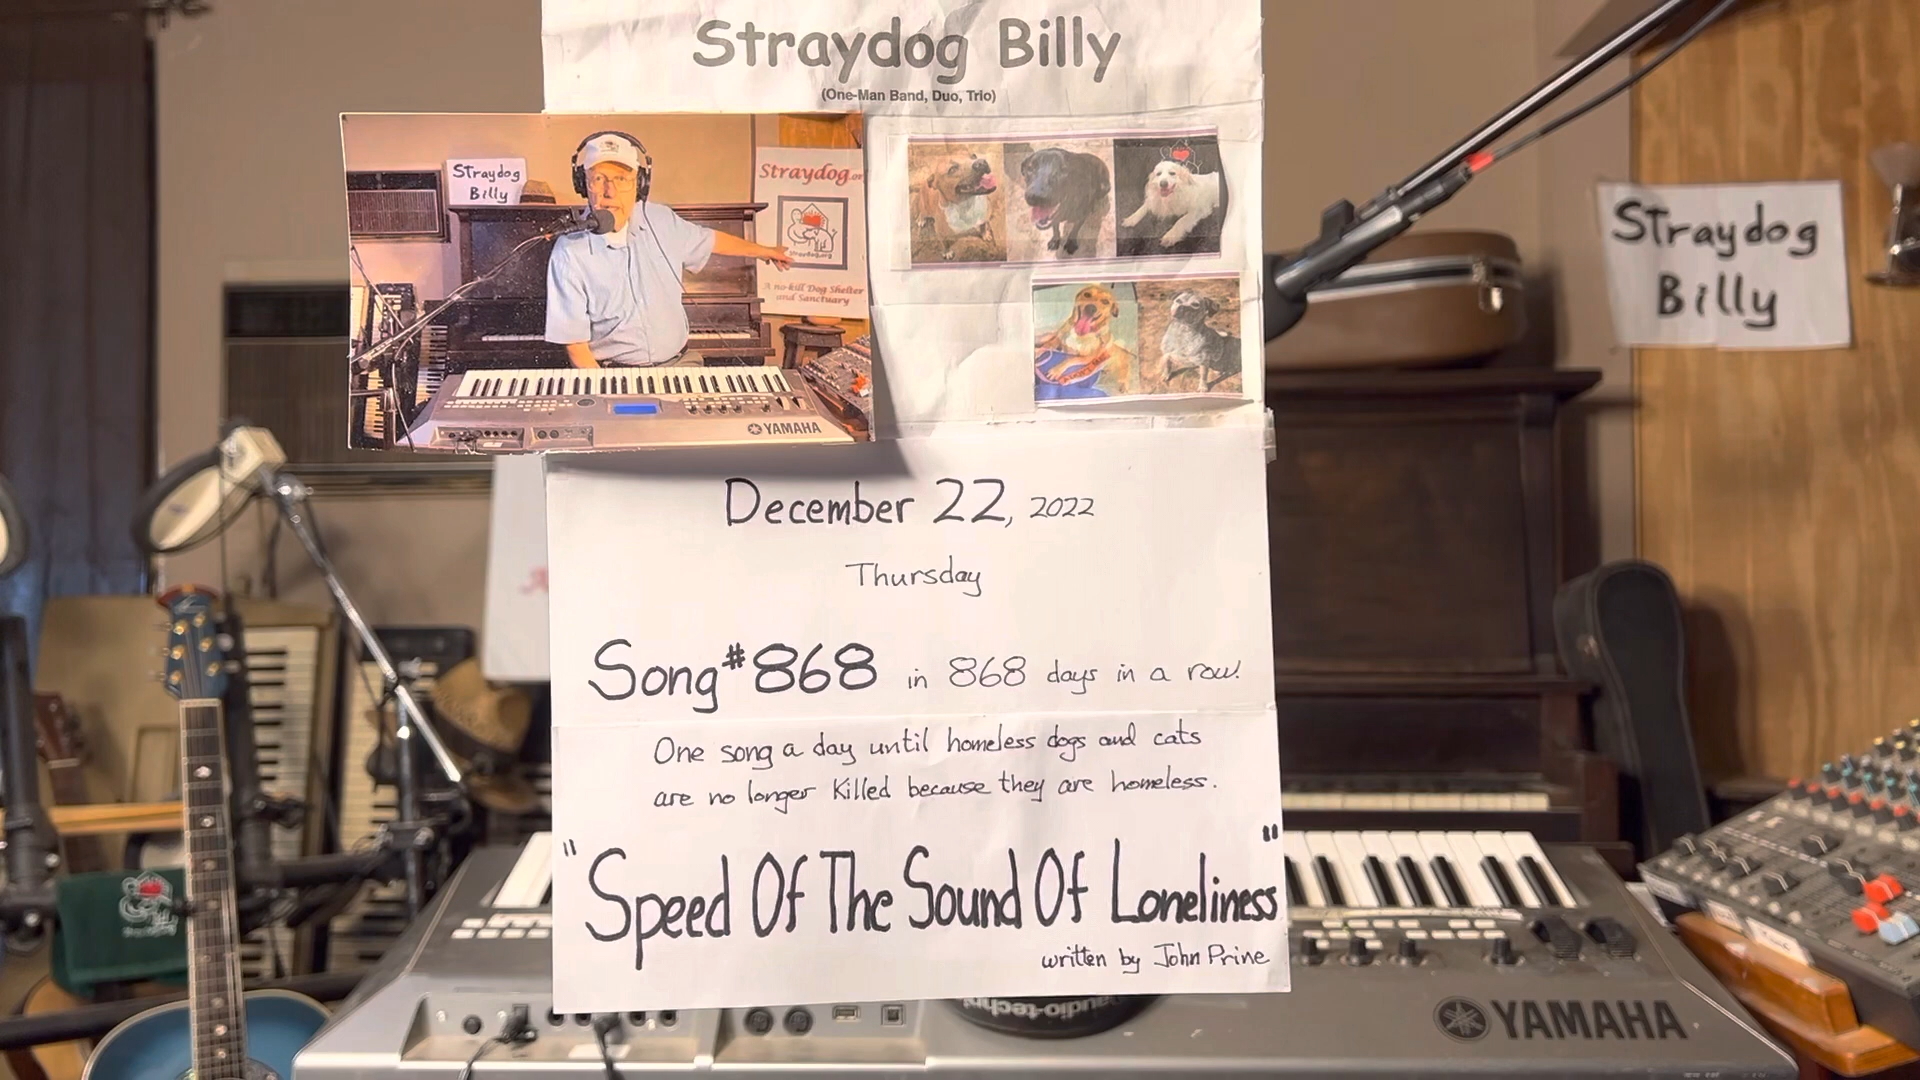 Straydog Billy
(One-Man Band, Duo, Trio)
Straydog
Billy
Straydog.or
Straydog.org
A no-kill Dog Shelter
and Sanctuary
YAMAHA
December 22, 2022
Thursday
Song #868 in 868 days in a row!
One song a day until homeless dogs and cats
are no longer killed because they are homeless.
"Speed Of The Sound Of Loneliness"
written by John Prine
Straydog
Billy
audio-techni
YAMAHA